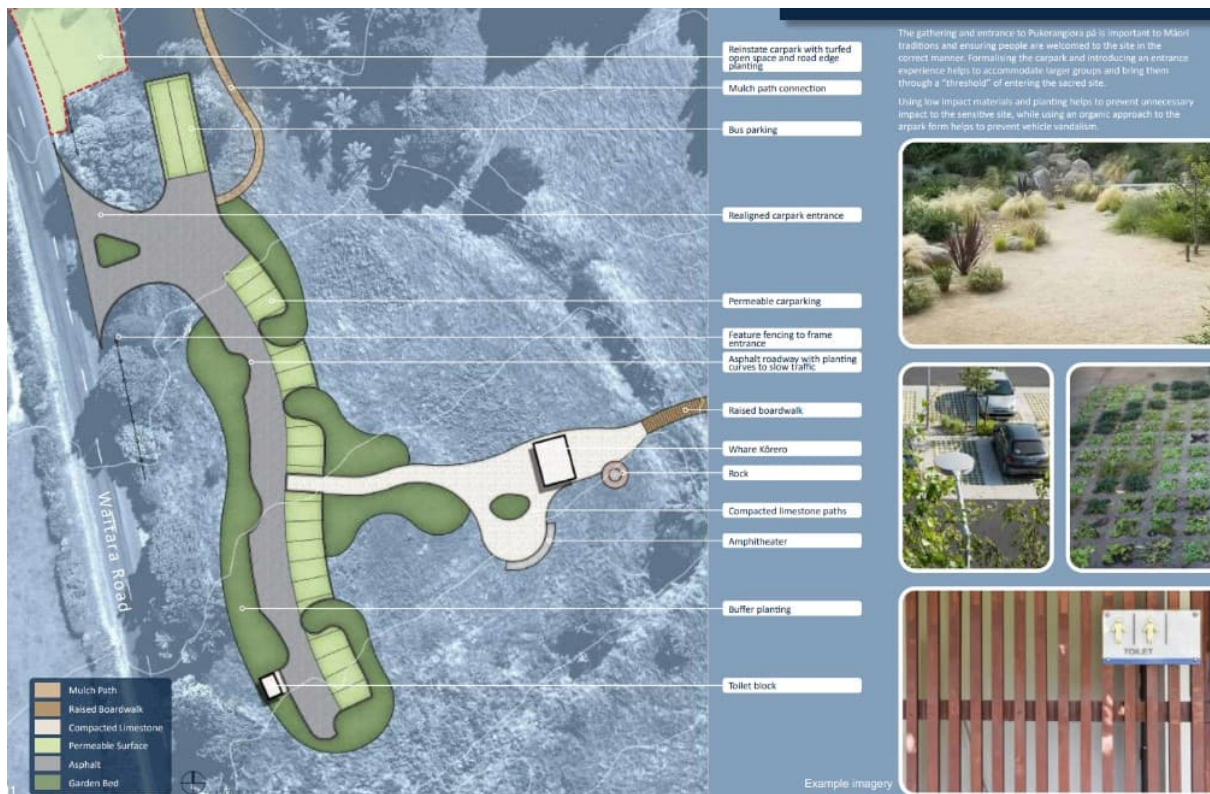 The gathering and entrance to Pukerangiora pā is important to Māori
traditions and ensuring people are welcomed to the site in the
correct manner. Formalising the carpark and introducing an entrance
experience helps to accommodate larger groups and bring them
through a "threshold" of entering the sacred site.
Using low impact materials and planting helps to prevent unnecessary
impact to the sensitive site, while using an organic approach to the
arpark form helps to prevent vehicle vandalism.
Reinstate carpark with turfed
open space and road edge
planting
Mulch path connection
Bus parking
Realigned carpark entrance
Permeable carparking
Feature fencing to frame
entrance
Asphalt roadway with planting
curves to slow traffic
Raised boardwalk
Whare Kōrero
Rock
Compacted limestone paths
Amphitheater
Buffer planting
Toilet block
Waitara Road
Mulch Path
Raised Boardwalk
Compacted Limestone
Permeable Surface
Asphalt
Garden Bed
TOILET
Example imagery